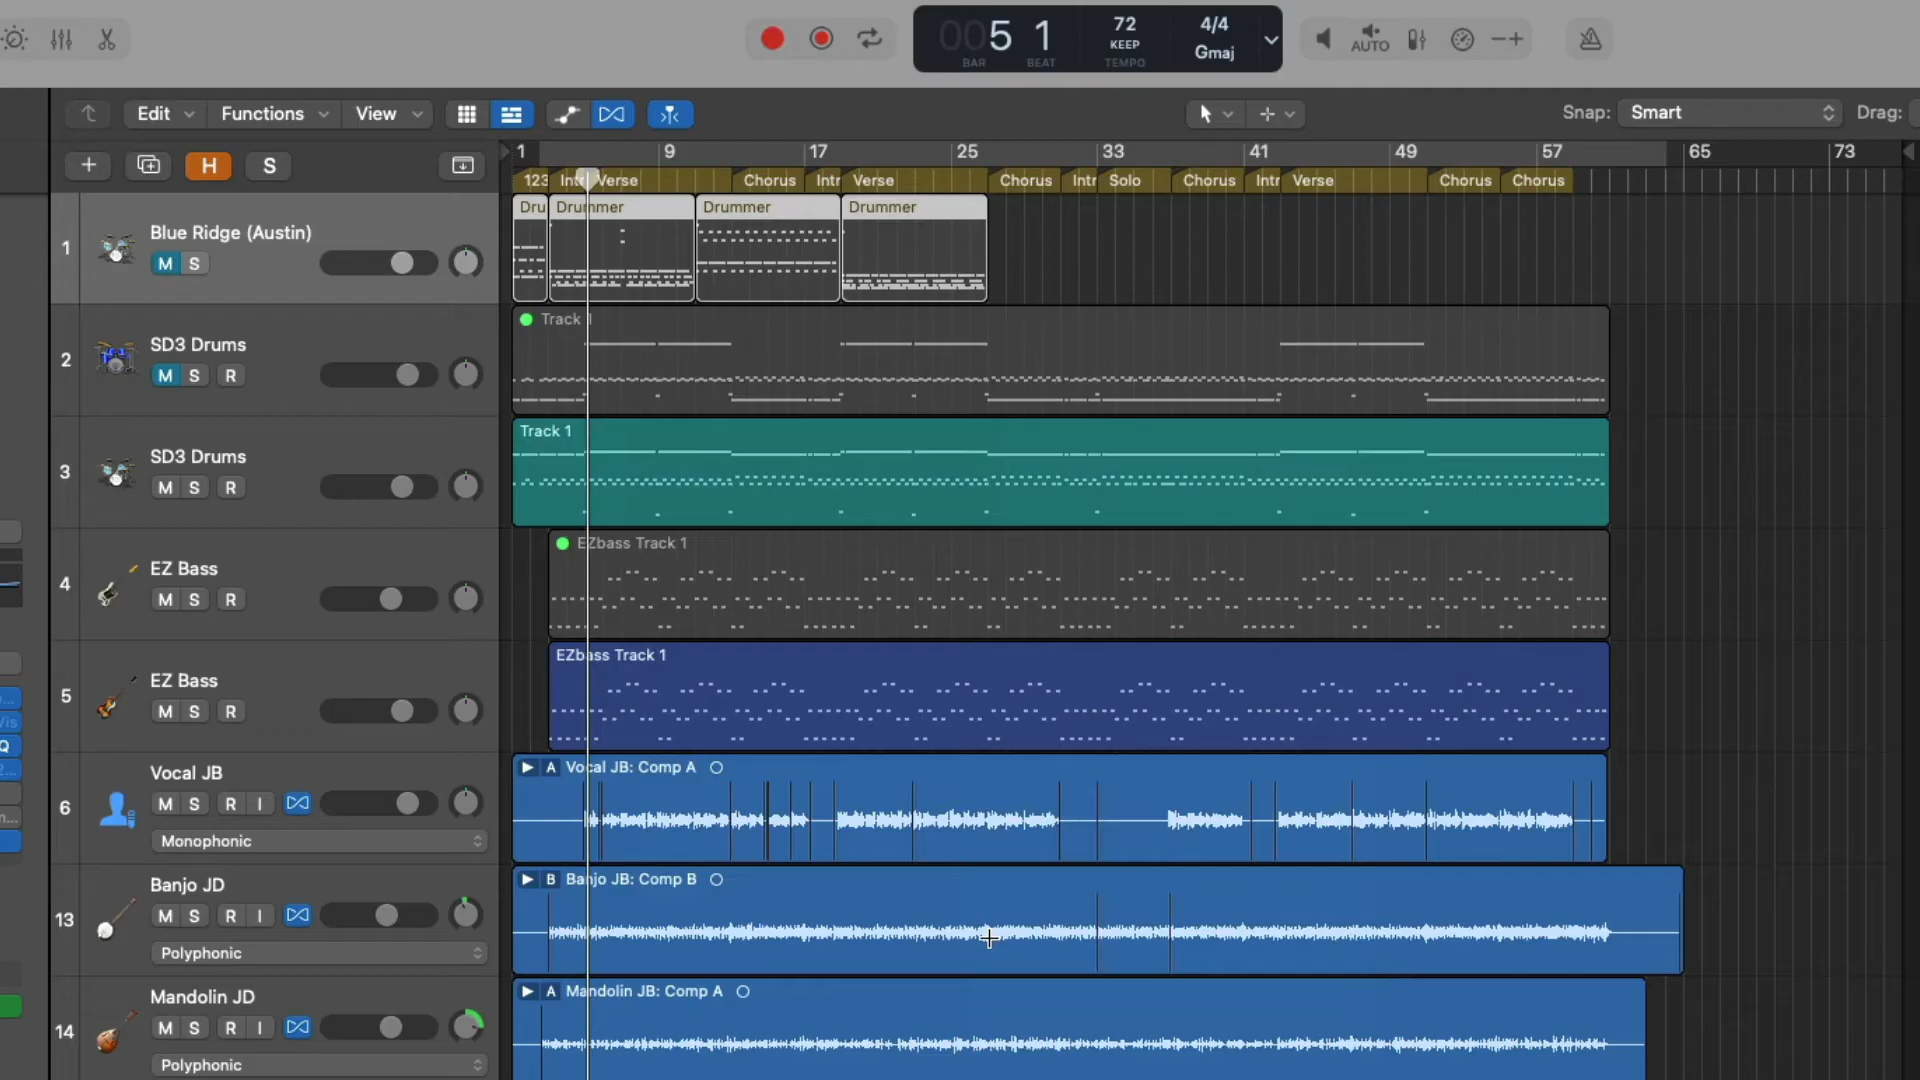 005 1 72 4/4
KEEP Gmaj
BAR BEAT TEMPO
AUTO
Edit Functions View Snap: Smart Drag:
H S
1 9 17 25 33 41 49 57 65 73
123 Intr Verse Chorus Intr Verse Chorus Intr Solo Chorus Intr Verse Chorus Chorus
Dru Drummer Drummer Drummer
1 Blue Ridge (Austin)
M S
Track 1
2 SD3 Drums
M S R
Track 1
3 SD3 Drums
M S R
EZbass Track 1
4 EZ Bass
M S R
EZbass Track 1
5 EZ Bass
M S R
A Vocal JB: Comp A
6 Vocal JB
M S R I
Monophonic
B Banjo JB: Comp B
13 Banjo JD
M S R I
Polyphonic
A Mandolin JB: Comp A
14 Mandolin JD
M S R I
Polyphonic